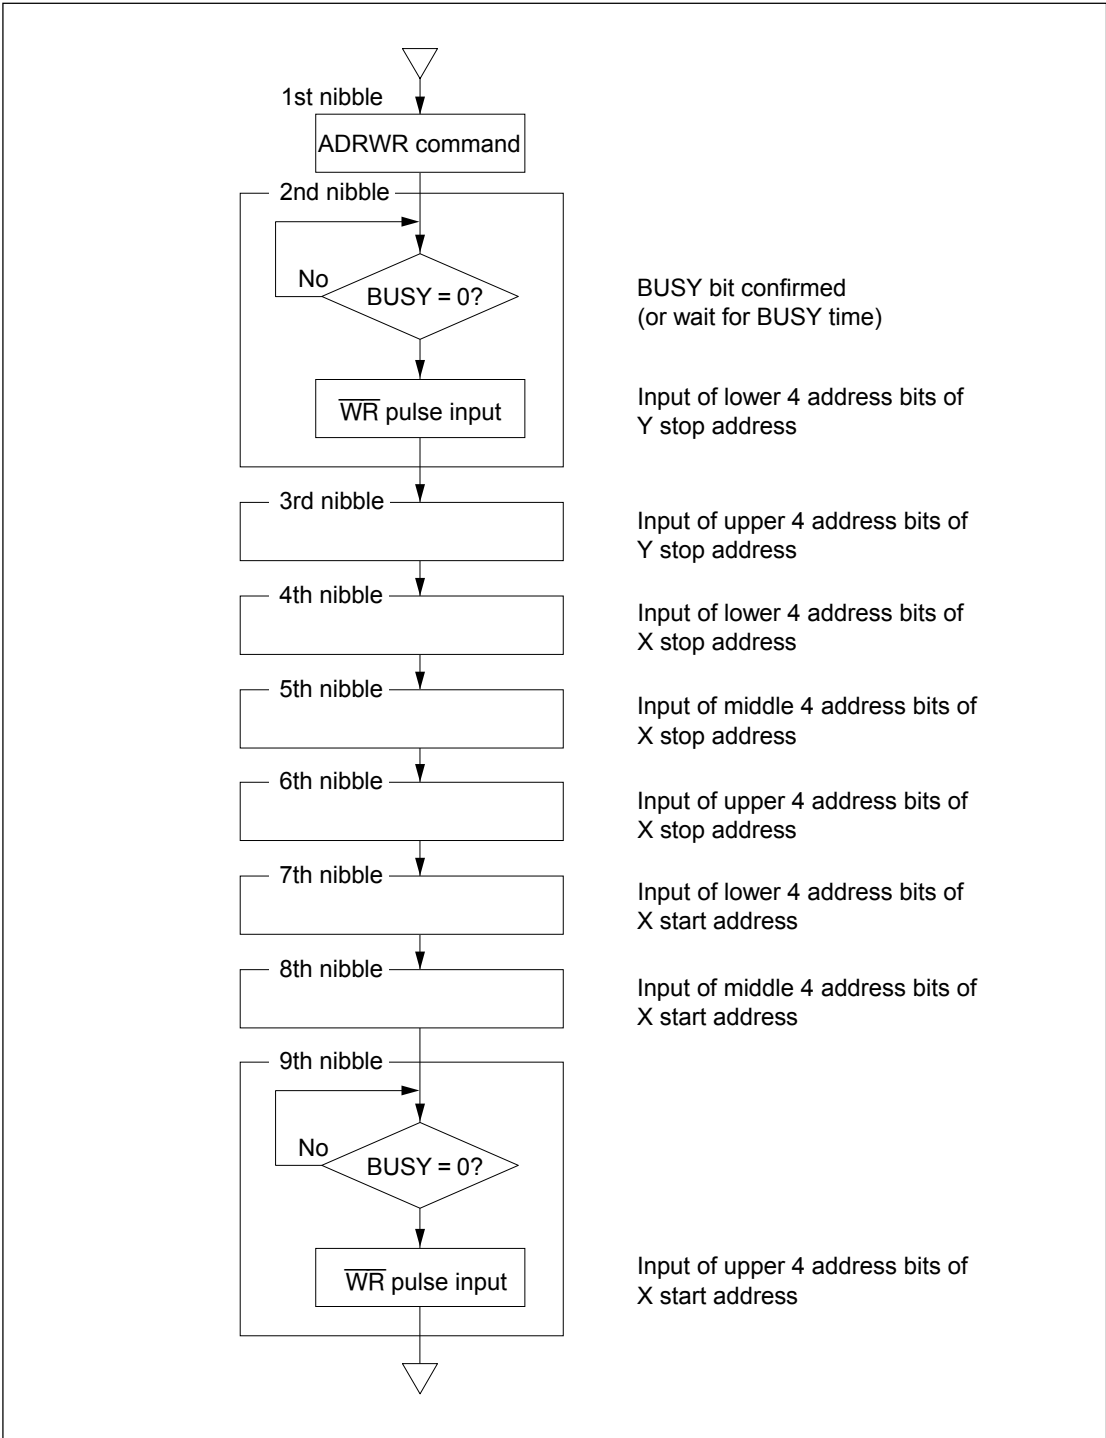 1st nibble
ADRWR command
2nd nibble
No
BUSY = 0?
BUSY bit confirmed
(or wait for BUSY time)
WR pulse input
Input of lower 4 address bits of
Y stop address
3rd nibble
Input of upper 4 address bits of
Y stop address
4th nibble
Input of lower 4 address bits of
X stop address
5th nibble
Input of middle 4 address bits of
X stop address
6th nibble
Input of upper 4 address bits of
X stop address
7th nibble
Input of lower 4 address bits of
X start address
8th nibble
Input of middle 4 address bits of
X start address
9th nibble
No
BUSY = 0?
WR pulse input
Input of upper 4 address bits of
X start address